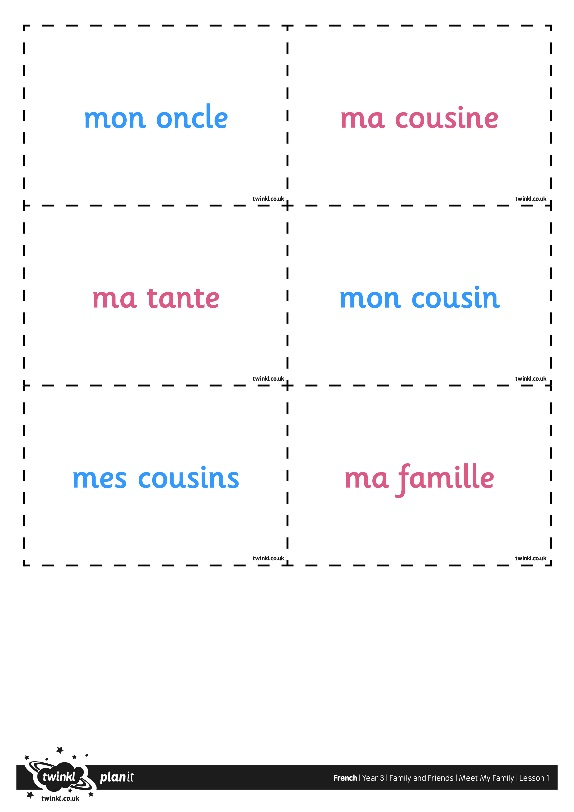 mon oncle
ma cousine
twinkl.co.uk
twinkl.co.uk
ma tante
mon cousin
twinkl.co.uk
twinkl.co.uk
mes cousins
ma famille
twinkl.co.uk
twinkl.co.uk
twinkl planit
French | Year 3 | Family and Friends | Meet My Family | Lesson 1
twinkl.co.uk